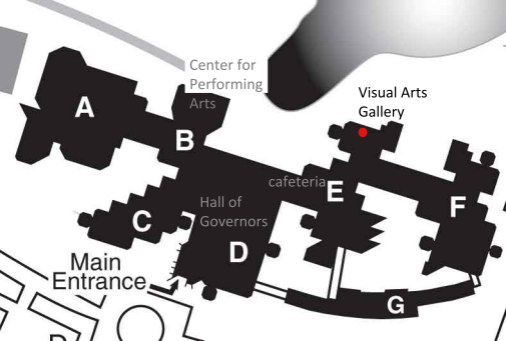 Center for
Performing
Arts
Visual Arts
Gallery
A
B
cafeteria
E
Hall of
Governors
C
F
D
Main
Entrance
G